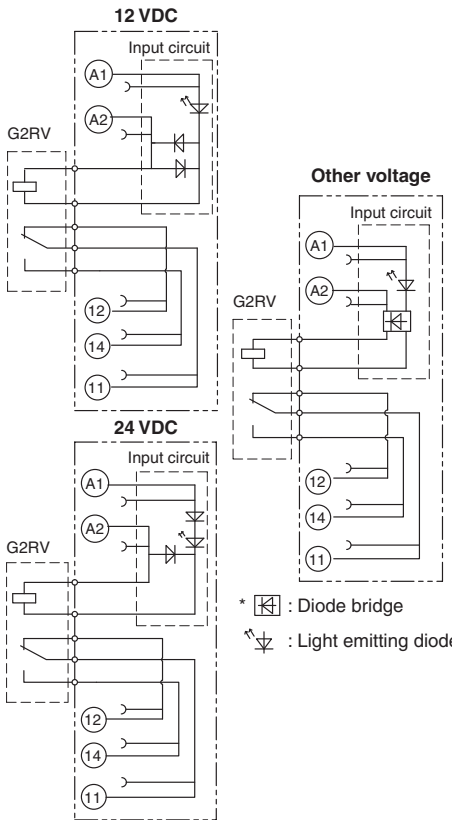 12 VDC
Input circuit
A1
A2
G2RV
12
14
11
24 VDC
Input circuit
A1
A2
G2RV
12
14
11
Other voltage
Input circuit
A1
A2
G2RV
12
14
11
* : Diode bridge
: Light emitting diode